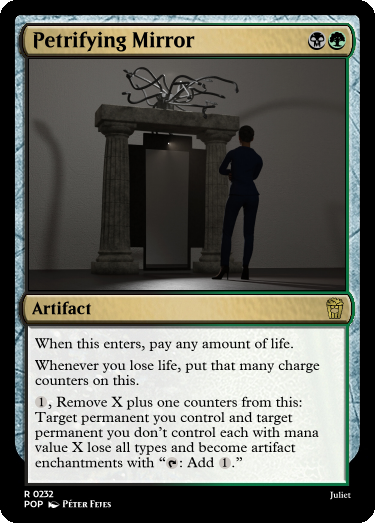 Petrifying Mirror
Artifact
When this enters, pay any amount of life.
Whenever you lose life, put that many charge
counters on this.
1, Remove X plus one counters from this:
Target permanent you control and target
permanent you don't control each with mana
value X lose all types and become artifact
enchantments with “: Add 1.”
R 0232
Juliet
POP Péter Fejes